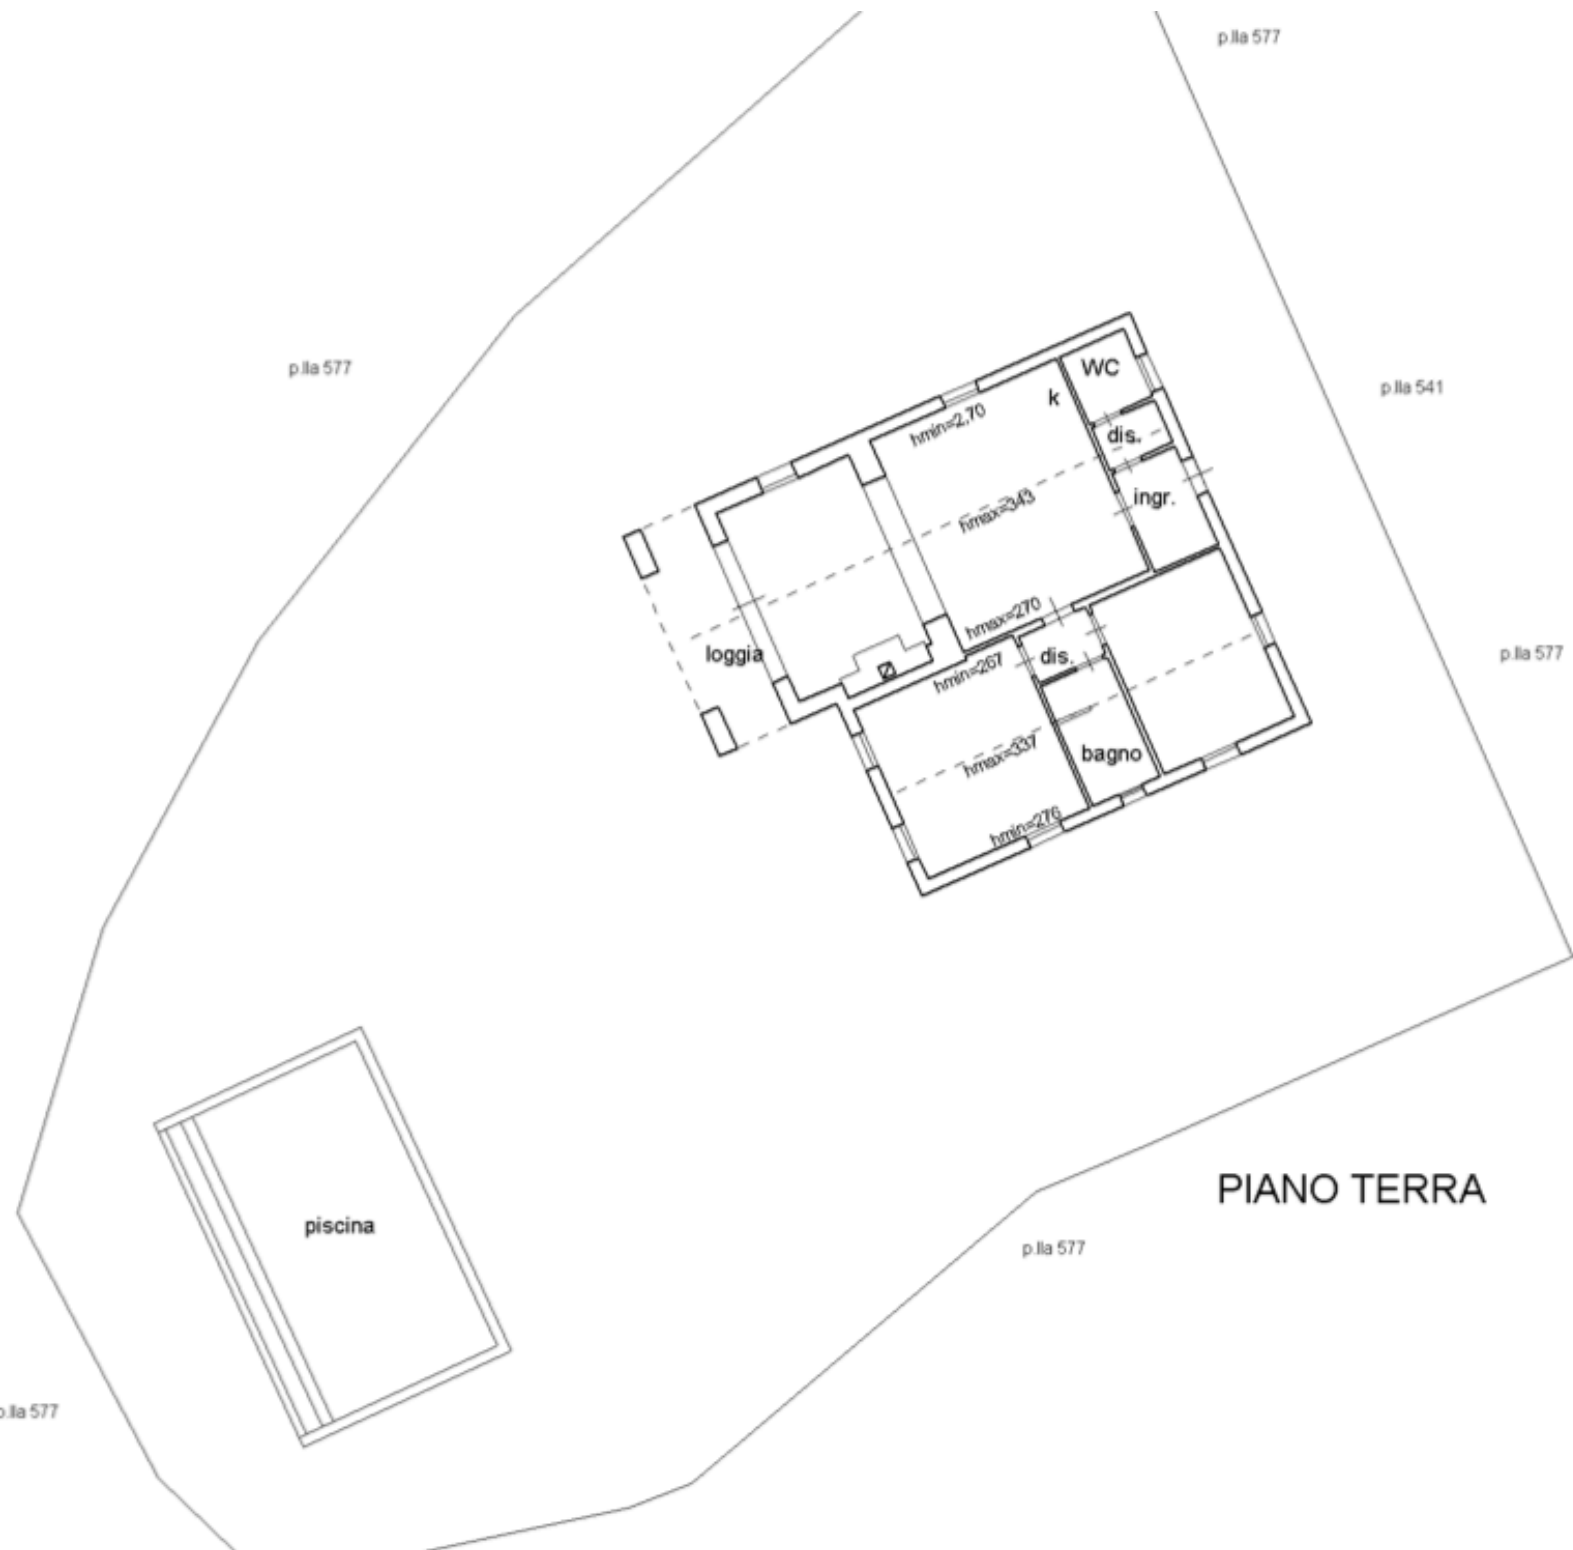 p.lla 577
p.lla 577
WC
p.lla 541
k
hmin=2,70
dis.
ingr.
hmax=343
hmax=270
loggia
dis.
p.lla 577
hmin=267
hmax=337
bagno
hmin=276
PIANO TERRA
piscina
p.lla 577
p.lla 577